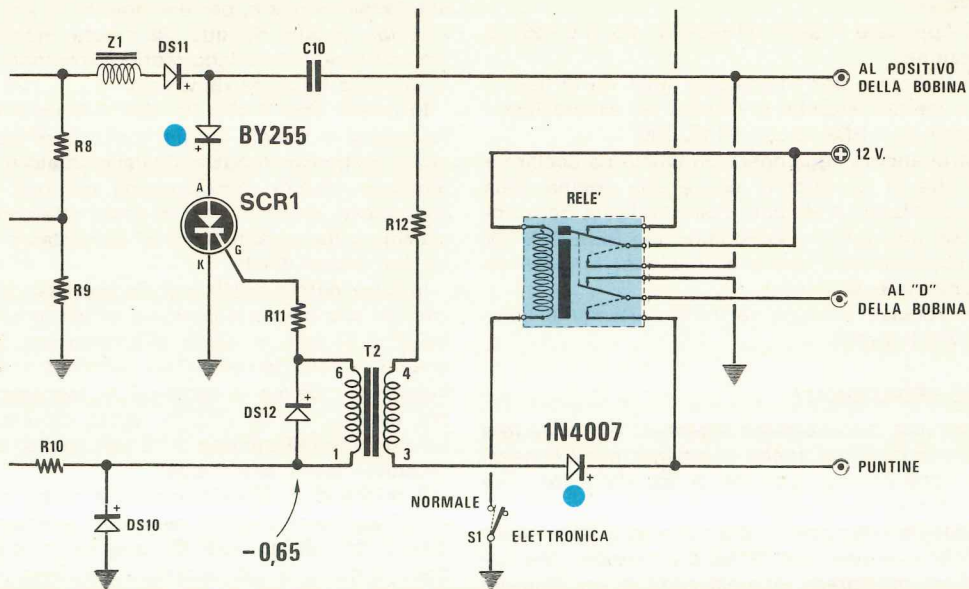 Z1
DS11
C10
AL POSITIVO
DELLA BOBINA
+
BY255
+
R8
12 V.
A
SCR1
RELE'
R12
G
K
R9
R11
AL "D"
DELLA BOBINA
T2
6
4
DS12
+
1N4007
R10
1
3
+
PUNTINE
NORMALE
DS10
+
S1
ELETTRONICA
-0,65